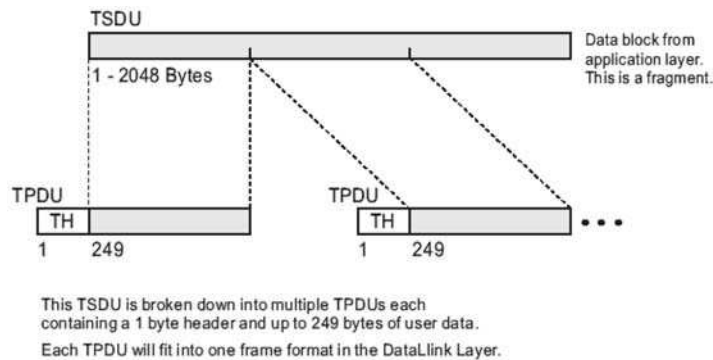 TSDU
Data block from
application layer.
This is a fragment.
1 - 2048 Bytes
TPDU
TPDU
TH
TH
1
249
1
249
This TSDU is broken down into multiple TPDUs each
containing a 1 byte header and up to 249 bytes of user data.
Each TPDU will fit into one frame format in the DataLlink Layer.